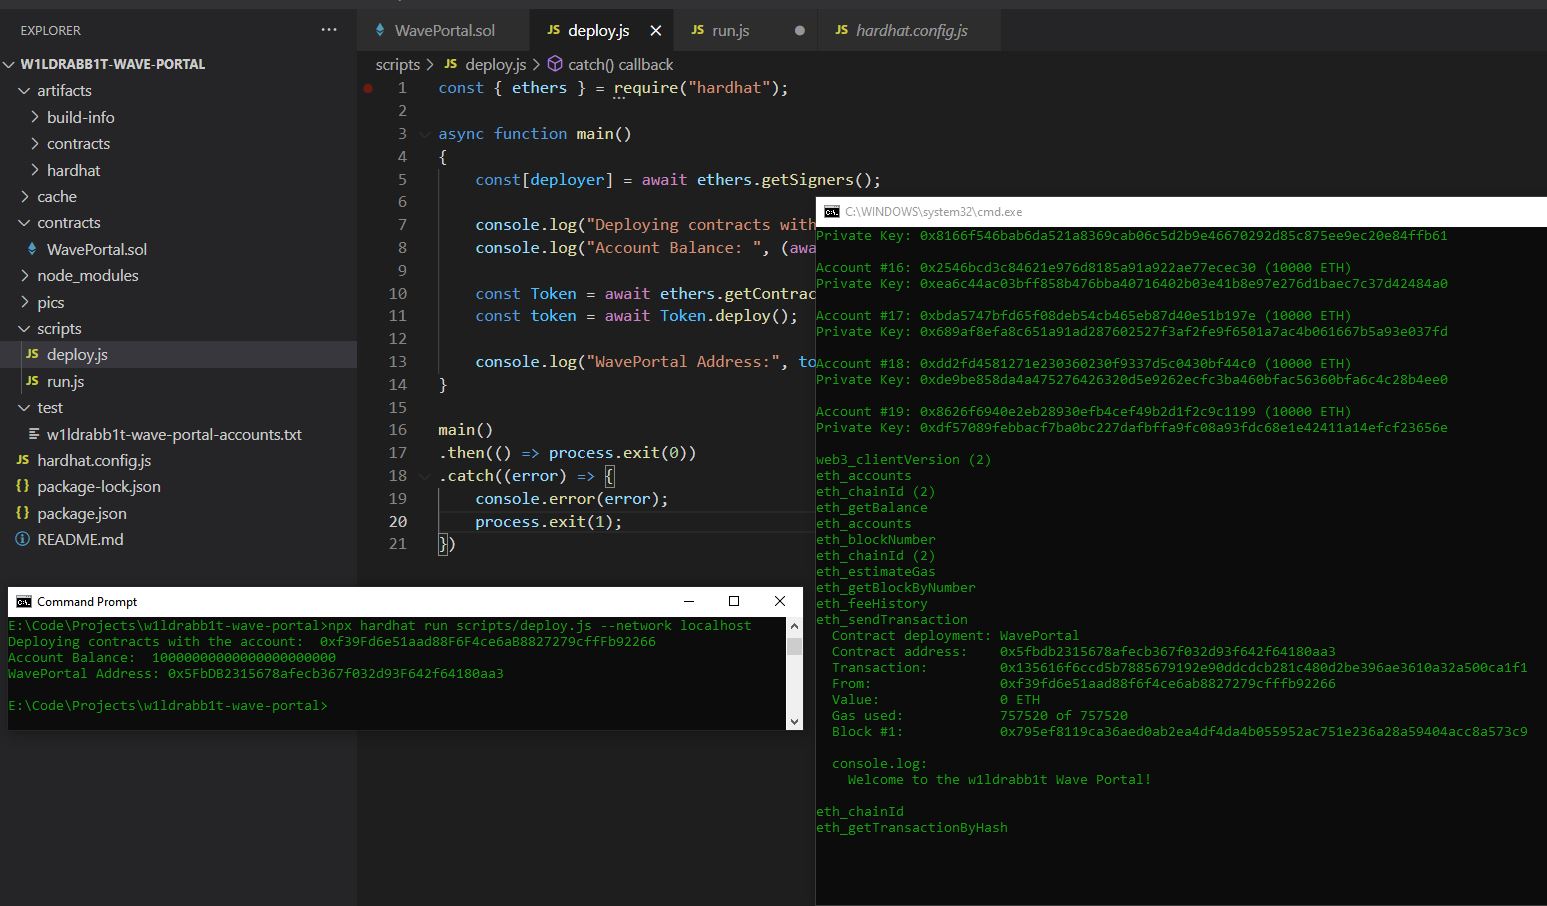 EXPLORER
W1LDRABB1T-WAVE-PORTAL
artifacts
build-info
contracts
hardhat
cache
contracts
WavePortal.sol
node_modules
pics
scripts
JS deploy.js
JS run.js
test
w1ldrabb1t-wave-portal-accounts.txt
JS hardhat.config.js
{} package-lock.json
{} package.json
README.md
WavePortal.sol
JS deploy.js
JS run.js
JS hardhat.config.js
scripts > JS deploy.js > catch() callback
1 const { ethers } = require("hardhat");
2
3 async function main()
4 {
5 const[deployer] = await ethers.getSigners();
6
7 console.log("Deploying contracts with
8 console.log("Account Balance: ", (awa
9
10 const Token = await ethers.getContrac
11 const token = await Token.deploy();
12
13 console.log("WavePortal Address:", to
14 }
15
16 main()
17 .then(() => process.exit(0))
18 .catch((error) => {
19 console.error(error);
20 process.exit(1);
21 })
Command Prompt
E:\Code\Projects\w1ldrabb1t-wave-portal>npx hardhat run scripts/deploy.js --network localhost
Deploying contracts with the account:  0xf39Fd6e51aad88F6F4ce6aB8827279cffFb92266
Account Balance:  10000000000000000000000
WavePortal Address: 0x5FbDB2315678afecb367f032d93F642f64180aa3
E:\Code\Projects\w1ldrabb1t-wave-portal>
C:\WINDOWS\system32\cmd.exe
Private Key: 0x8166f546bab6da521a8369cab06c5d2b9e46670292d85c875ee9ec20e84ffb61
Account #16: 0x2546bcd3c84621e976d8185a91a922ae77ecec30 (10000 ETH)
Private Key: 0xea6c44ac03bff858b476bba40716402b03e41b8e97e276d1baec7c37d42484a0
Account #17: 0xbda5747bfd65f08deb54cb465eb87d40e51b197e (10000 ETH)
Private Key: 0x689af8efa8c651a91ad287602527f3af2fe9f6501a7ac4b061667b5a93e037fd
Account #18: 0xdd2fd4581271e230360230f9337d5c0430bf44c0 (10000 ETH)
Private Key: 0xde9be858da4a475276426320d5e9262ecfc3ba460bfac56360bfa6c4c28b4ee0
Account #19: 0x8626f6940e2eb28930efb4cef49b2d1f2c9c1199 (10000 ETH)
Private Key: 0xdf57089febbacf7ba0bc227dafbffa9fc08a93fdc68e1e42411a14efcf23656e
web3_clientVersion (2)
eth_accounts
eth_chainId (2)
eth_getBalance
eth_accounts
eth_blockNumber
eth_chainId (2)
eth_estimateGas
eth_getBlockByNumber
eth_feeHistory
eth_sendTransaction
Contract deployment: WavePortal
Contract address:    0x5fbdb2315678afecb367f032d93f642f64180aa3
Transaction:         0x135616f6ccd5b7885679192e90ddcdcb281c480d2be396ae3610a32a500ca1f1
From:                0xf39fd6e51aad88f6f4ce6ab8827279cfffb92266
Value:               0 ETH
Gas used:            757520 of 757520
Block #1:            0x795ef8119ca36aed0ab2ea4df4da4b055952ac751e236a28a59404acc8a573c9
console.log:
Welcome to the w1ldrabb1t Wave Portal!
eth_chainId
eth_getTransactionByHash